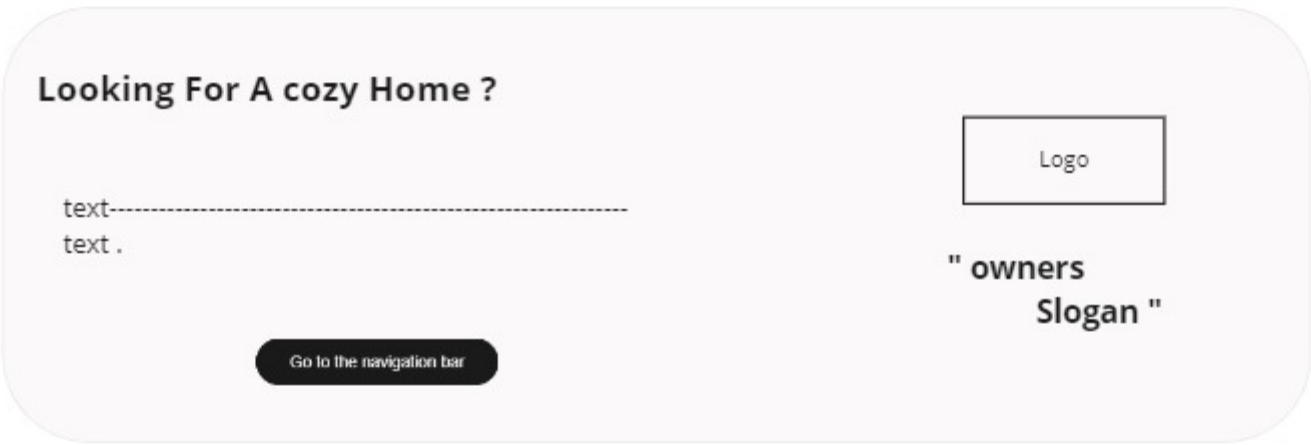 Looking For A cozy Home ?
text---------------------------------------------------------------
text .
Go to the navigation bar
Logo
" owners
Slogan "